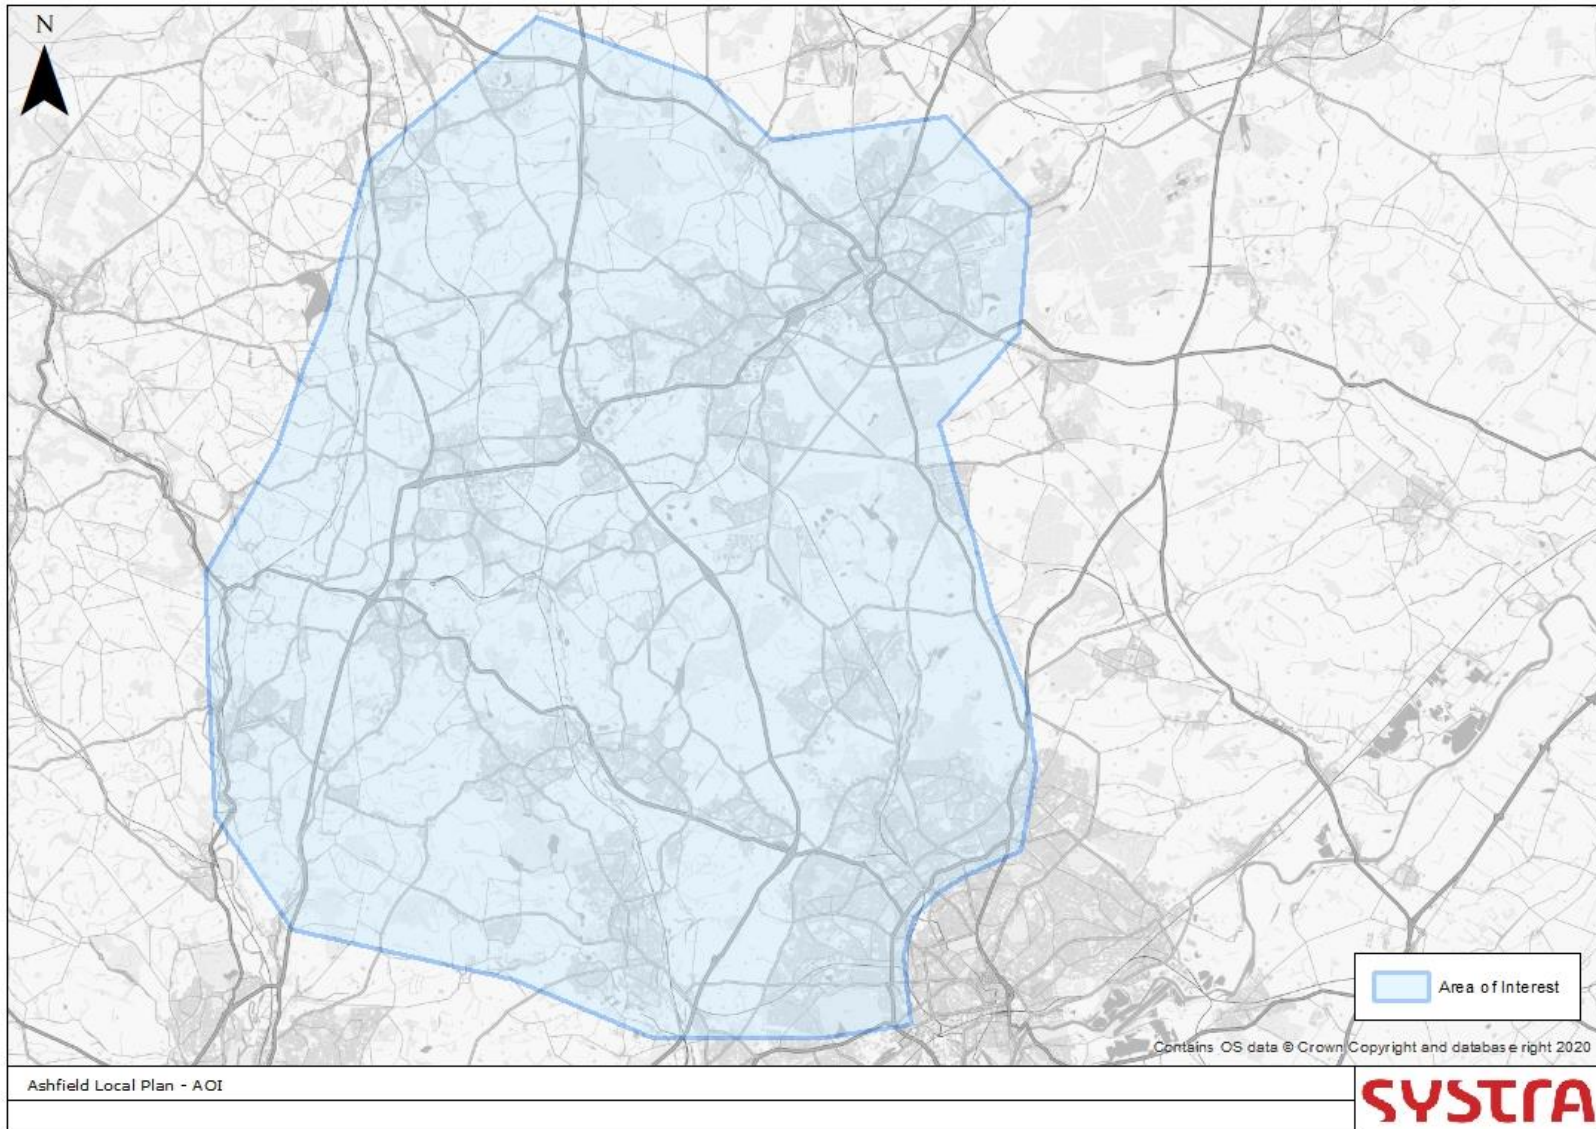 N
Area of Interest
Contains OS data © Crown Copyright and database right 2020
Ashfield Local Plan - AOI
SYSTRA